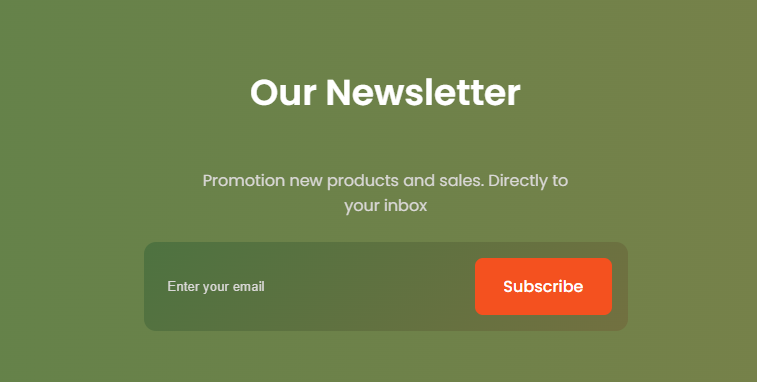 Our Newsletter
Promotion new products and sales. Directly to
your inbox
Enter your email
Subscribe